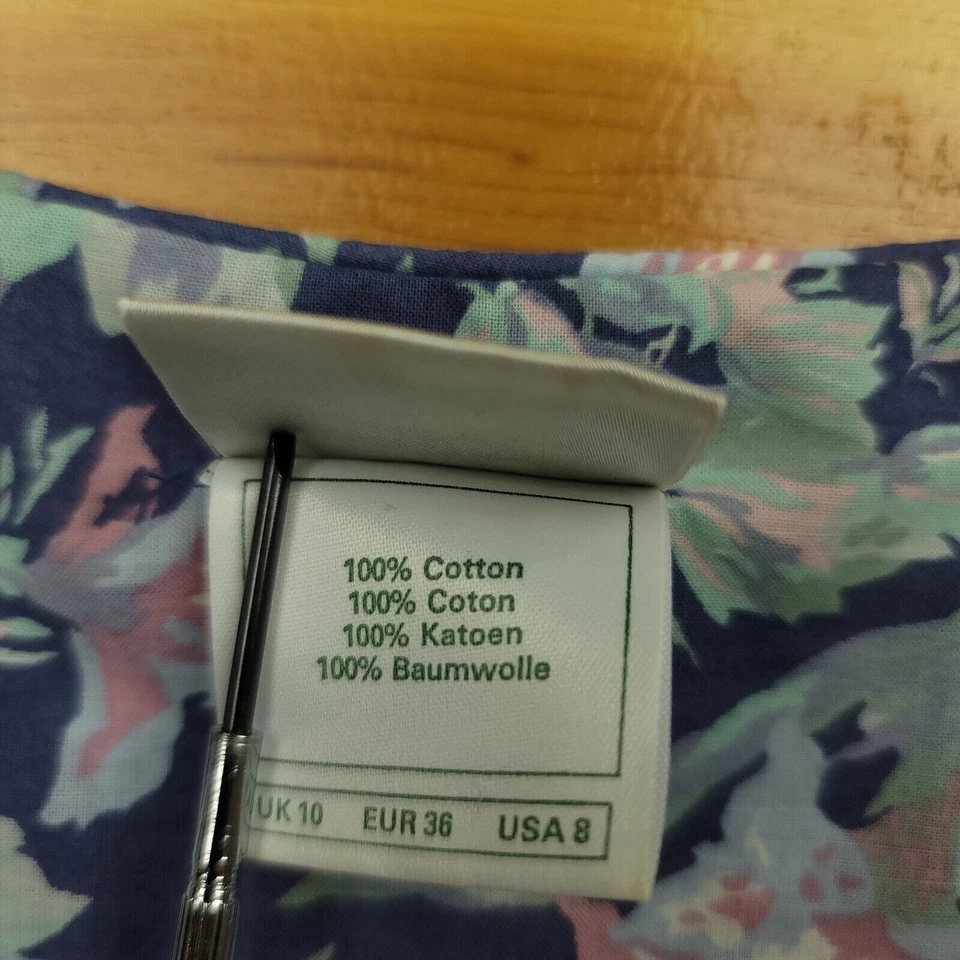 100% Cotton
100% Coton
100% Katoen
100% Baumwolle
UK 10 EUR 36 USA 8